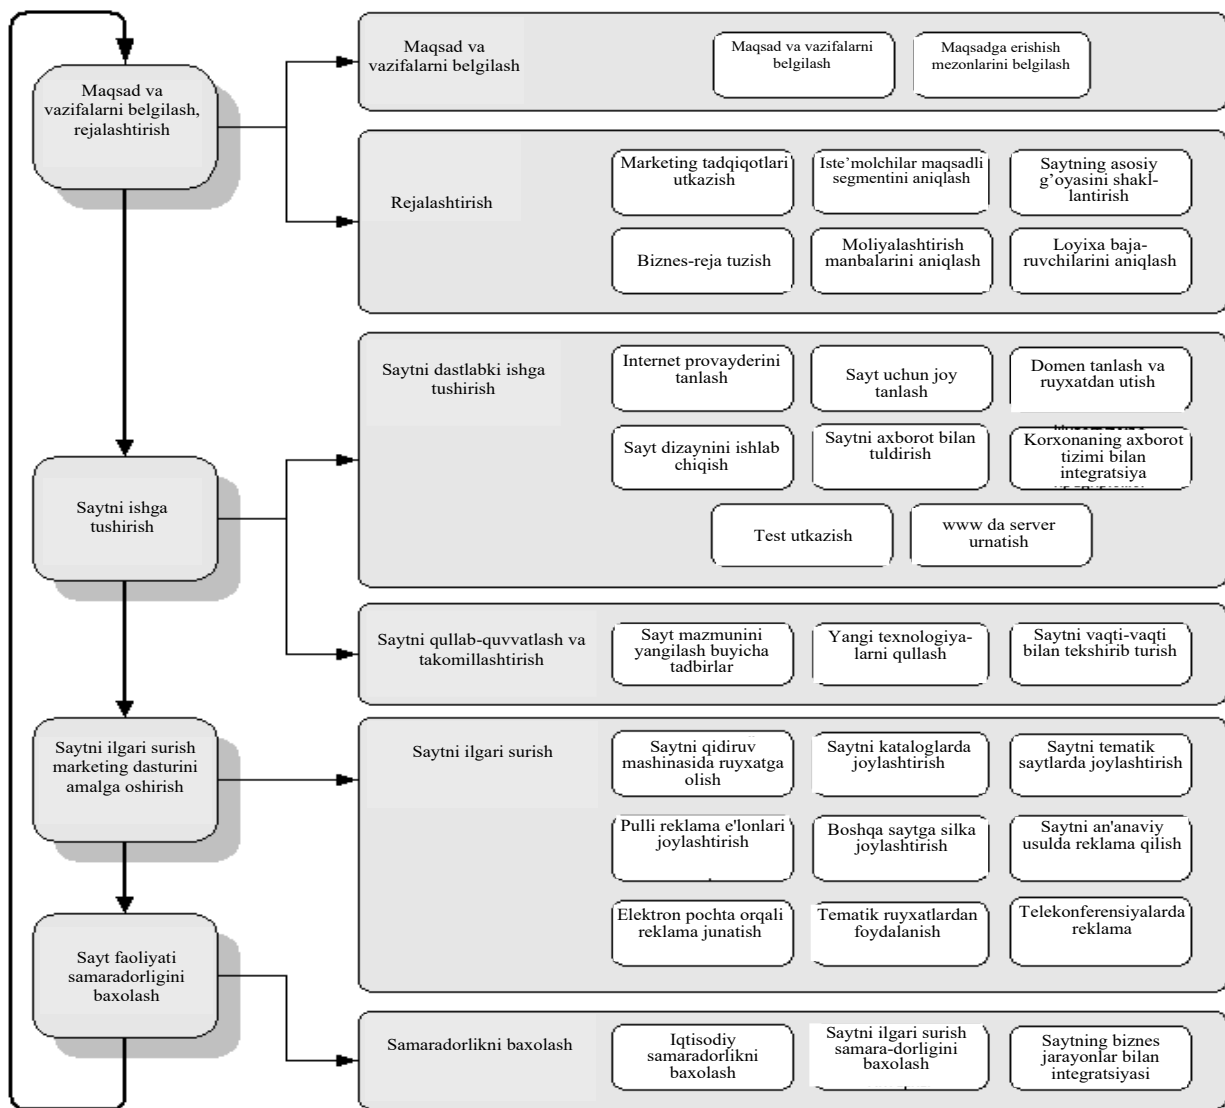 Maqsad va
vazifalarni belgilash,
rejalashtirish
Maqsad va
vazifalarni belgilash
Maqsad va vazifalarni
belgilash
Maqsadga erishish
mezonlarini belgilash
Rejalashtirish
Marketing tadqiqotlari
utkazish
Iste’molchilar maqsadli
segmentini aniqlash
Saytning asosiy
g’oyasini shakl-
lantirish
Biznes-reja tuzish
Moliyalashtirish
manbalarini aniqlash
Loyixa baja-
ruvchilarini aniqlash
Saytni ishga
tushirish
Saytni dastlabki ishga
tushirish
Internet provayderini
tanlash
Sayt uchun joy
tanlash
Domen tanlash va
ruyxatdan utish
Sayt dizaynini ishlab
chiqish
Saytni axborot bilan
tuldirish
Korxonaning axborot
tizimi bilan
integratsiya
Test utkazish
www da server
urnatish
Saytni qullab-quvvatlash va
takomillashtirish
Sayt mazmunini
yangilash buyicha
tadbirlar
Yangi texnologiya-
larni qullash
Saytni vaqti-vaqti
bilan tekshirib turish
Saytni ilgari surish
marketing dasturini
amalga oshirish
Saytni ilgari surish
Saytni qidiruv
mashinasida ruyxatga
olish
Saytni kataloglarda
joylashtirish
Saytni tematik
saytlarda joylashtirish
Pulli reklama e'lonlari
joylashtirish
Boshqa saytga silka
joylashtirish
Saytni an'anaviy
usulda reklama qilish
Elektron pochta orqali
reklama junatish
Tematik ruyxatlardan
foydalanish
Telekonferensiyalarda
reklama
Sayt faoliyati
samaradorligini
baxolash
Samaradorlikni baxolash
Iqtisodiy
samaradorlikni
baxolash
Saytni ilgari surish
samara-dorligini
baxolash
Saytning biznes
jarayonlar bilan
integratsiyasi